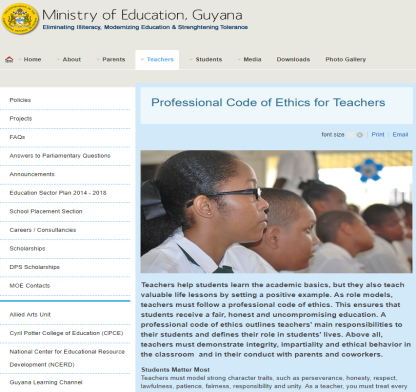 Ministry of Education, Guyana
Eliminating Illiteracy, Modernizing Education & Strenghtening Tolerance
Home
About
Parents
Teachers
Students
Media
Downloads
Photo Gallery
Policies
Projects
FAQs
Answers to Parliamentary Questions
Announcements
Education Sector Plan 2014 - 2018
School Placement Section
Careers / Consultancies
Scholarships
DPS Scholarships
MOE Contacts
Allied Arts Unit
Cyril Potter College of Education (CPCE)
National Center for Educational Resource
Development (NCERD)
Guyana Learning Channel
Professional Code of Ethics for Teachers
font size
Print
Email
Teachers help students learn the academic basics, but they also teach
valuable life lessons by setting a positive example. As role models,
teachers must follow a professional code of ethics. This ensures that
students receive a fair, honest and uncompromising education. A
professional code of ethics outlines teachers' main responsibilities to
their students and defines their role in students' lives. Above all,
teachers must demonstrate integrity, impartiality and ethical behavior in
the classroom and in their conduct with parents and coworkers.
Students Matter Most
Teachers must model strong character traits, such as perseverance, honesty, respect,
lawfulness, patience, fairness, responsibility and unity. As a teacher, you must treat every